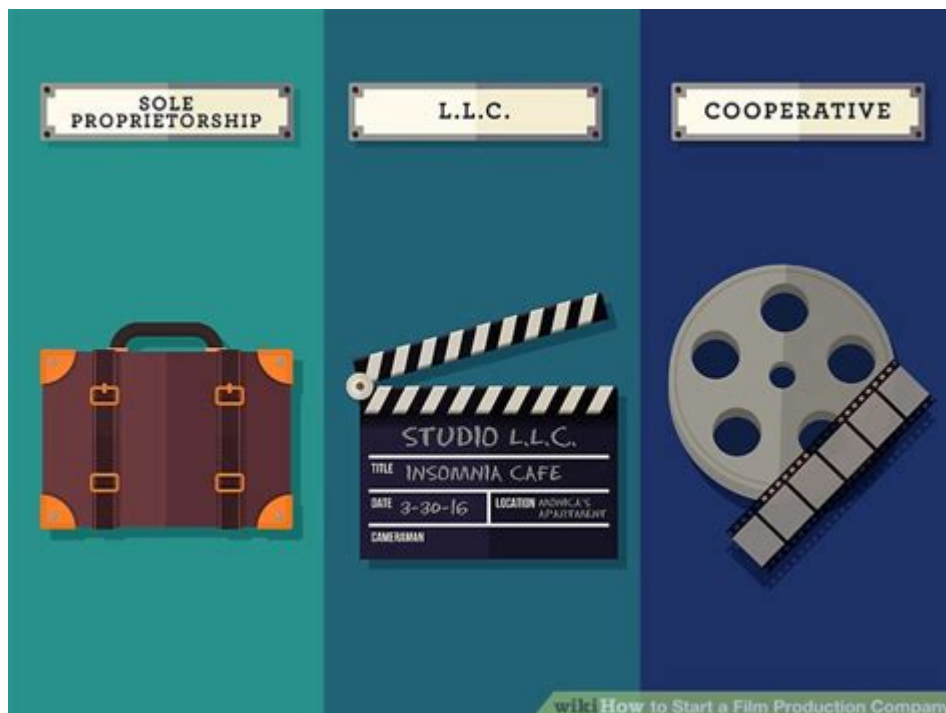 SOLE
PROPRIETORSHIP
L.L.C.
COOPERATIVE
STUDIO L.L.C.
TITLE INSOMNIA CAFE
DATE 3-30-16 LOCATION MONICA'S
APARTMENT
CAMERAMAN
wikiHow to Start a Film Production Company